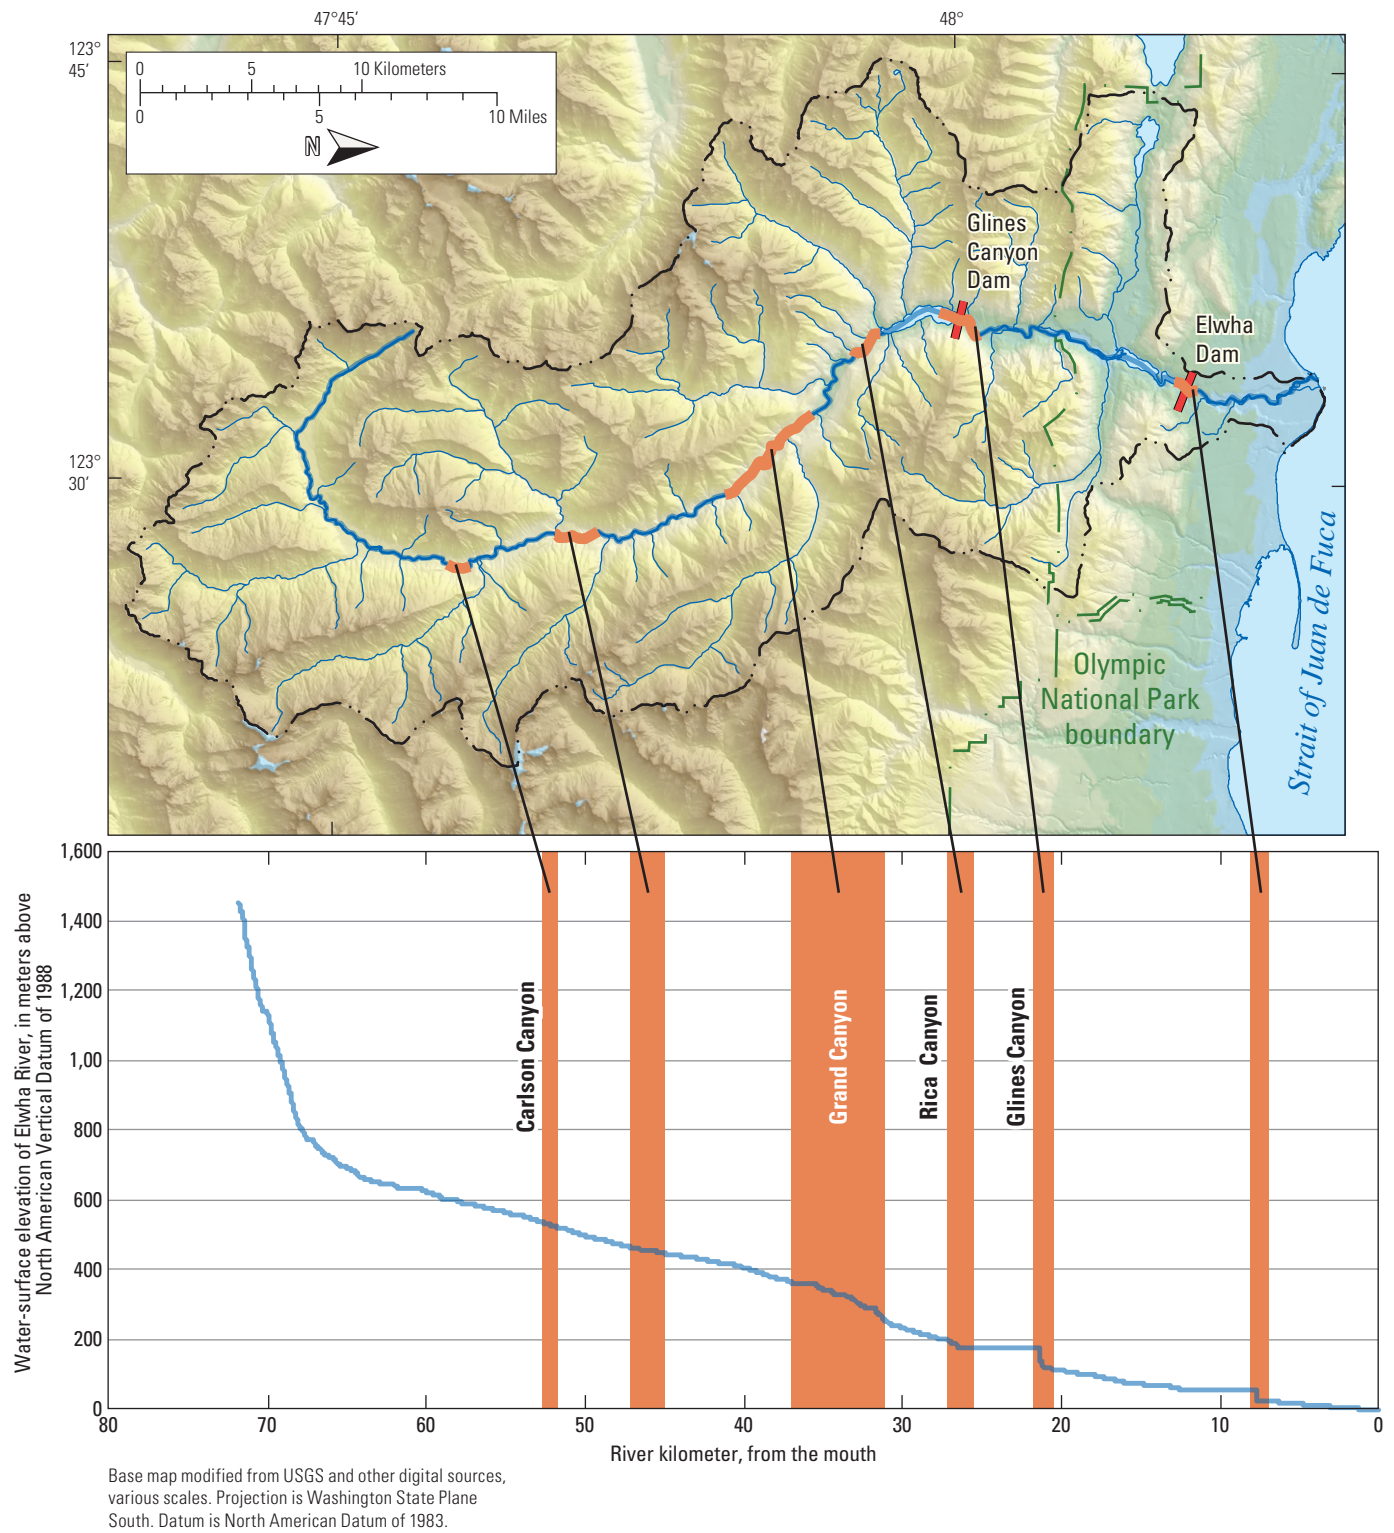 47°45′
48°
123°
45′
0
5
10 Kilometers
0
5
10 Miles
N
Glines
Canyon
Dam
Elwha
Dam
123°
30′
Olympic
National Park
boundary
Strait of Juan de Fuca
Water-surface elevation of Elwha River, in meters above
North American Vertical Datum of 1988
1,600
1,400
1,200
1,00
800
600
400
200
0
Carlson Canyon
Grand Canyon
Rica Canyon
Glines Canyon
80
70
60
50
40
30
20
10
0
River kilometer, from the mouth
Base map modified from USGS and other digital sources,
various scales. Projection is Washington State Plane
South. Datum is North American Datum of 1983.